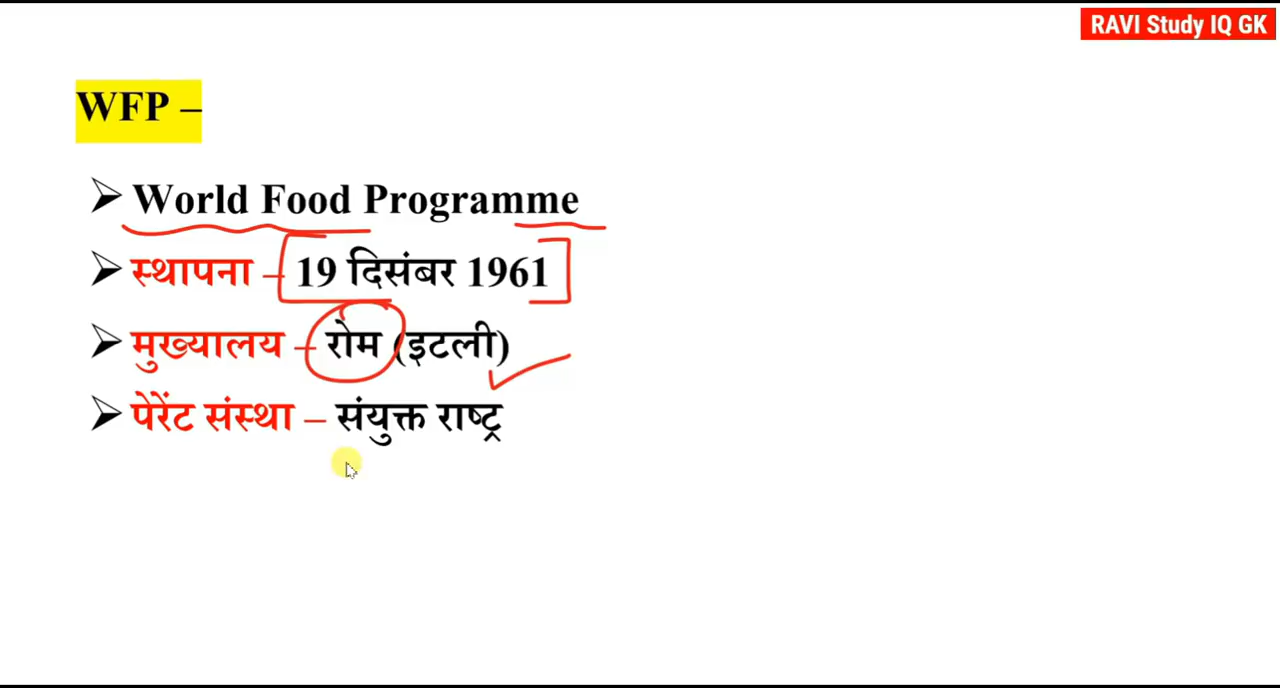 RAVI Study IQ GK
WFP –
➢ World Food Programme
➢ स्थापना – 19 दिसंबर 1961
➢ मुख्यालय – रोम (इटली)
➢ पेरेंट संस्था – संयुक्त राष्ट्र